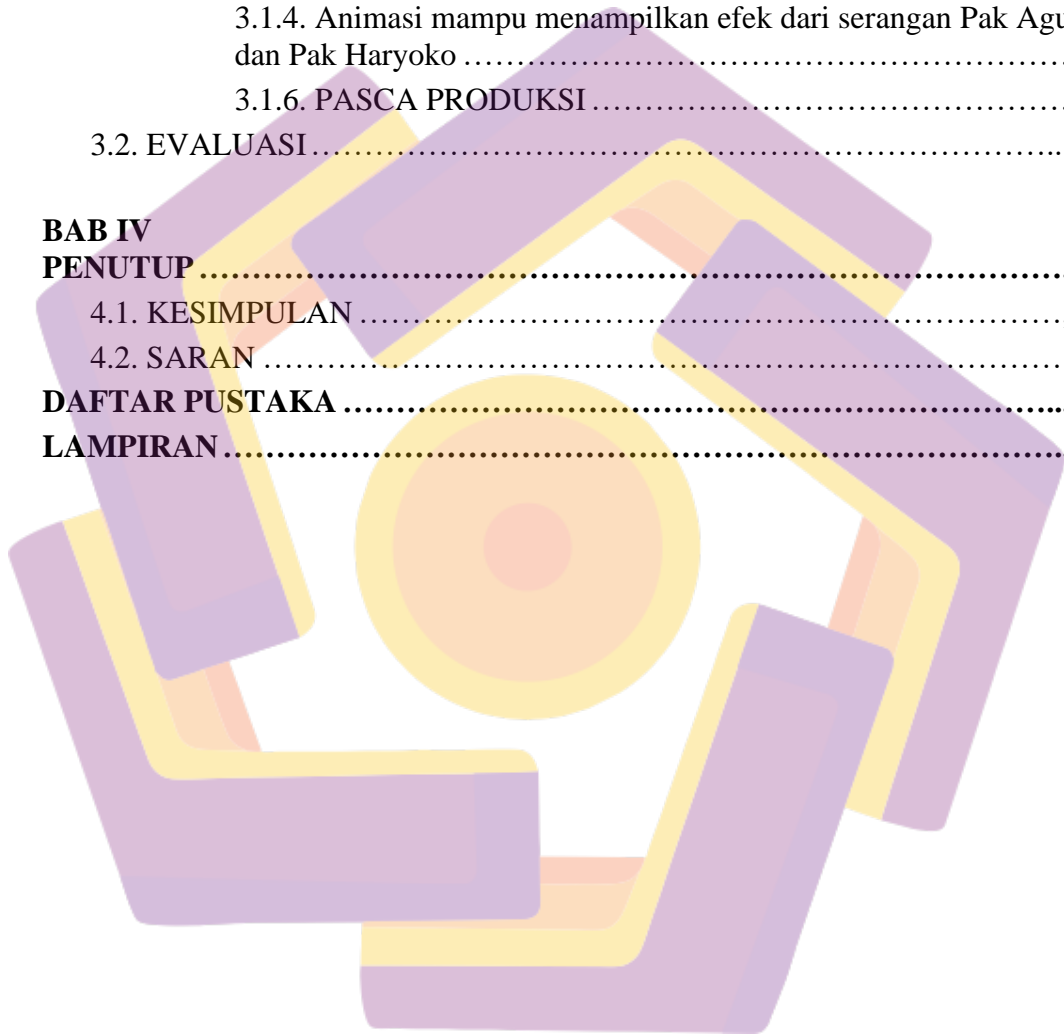 3.1.4. Animasi mampu menampilkan efek dari serangan Pak
dan Pak Haryoko ……………………………………………………
3.1.6. PASCA PRODUKSI ………………………………………
3.2. EVALUASI ……………………………………………………………..
BAB IV
PENUTUP ……………………………………………………………………
4.1. KESIMPULAN ……………………………………………………
4.2. SARAN ………………………………………………………………
DAFTAR PUSTAKA …………………………………………………..
LAMPIRAN …………………………………………………………………